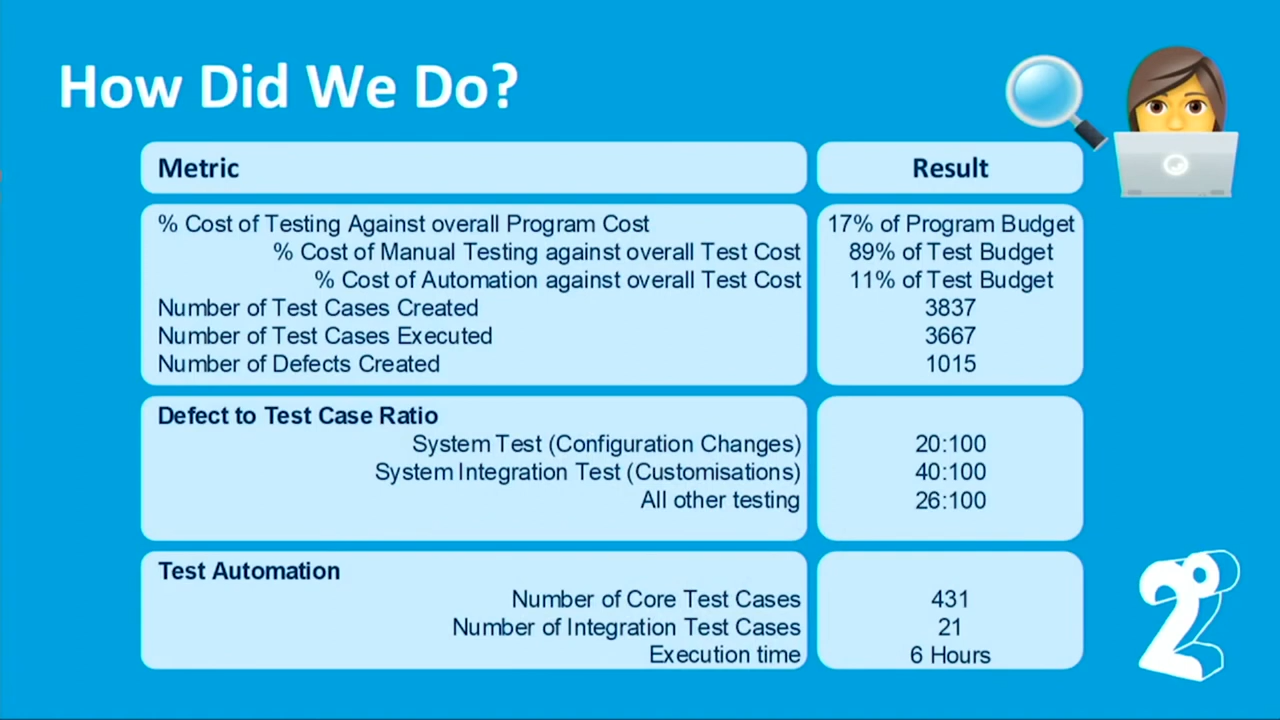 How Did We Do?
Metric Result
% Cost of Testing Against overall Program Cost 17% of Program Budget
% Cost of Manual Testing against overall Test Cost 89% of Test Budget
% Cost of Automation against overall Test Cost 11% of Test Budget
Number of Test Cases Created 3837
Number of Test Cases Executed 3667
Number of Defects Created 1015
Defect to Test Case Ratio
System Test (Configuration Changes) 20:100
System Integration Test (Customisations) 40:100
All other testing 26:100
Test Automation
Number of Core Test Cases 431
Number of Integration Test Cases 21
Execution time 6 Hours
2°